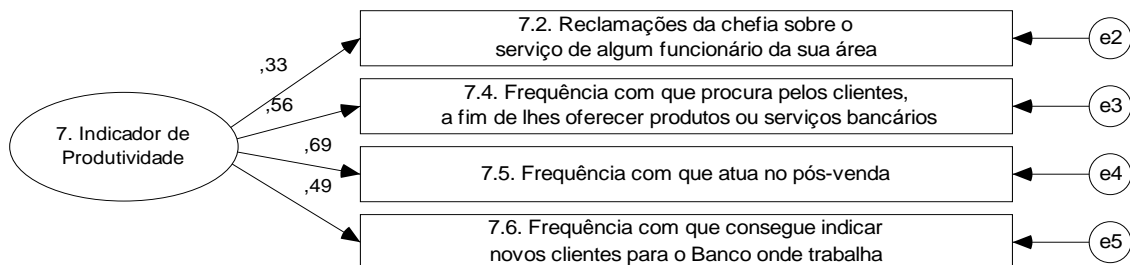 7.2. Reclamações da chefia sobre o
serviço de algum funcionário da sua área
e2
,33
7.4. Frequência com que procura pelos clientes,
a fim de lhes oferecer produtos ou serviços bancários
e3
,56
7. Indicador de
Produtividade
,69
7.5. Frequência com que atua no pós-venda
e4
,49
7.6. Frequência com que consegue indicar
novos clientes para o Banco onde trabalha
e5